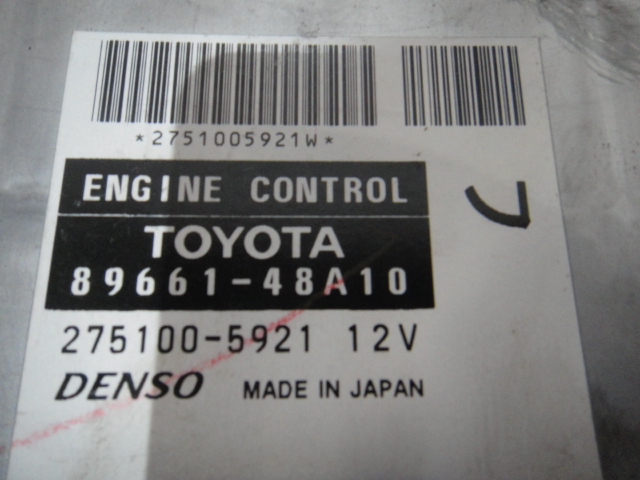 *2751005921W*
ENGINE CONTROL
TOYOTA
89661-48A10
275100-5921 12V
DENSO MADE IN JAPAN